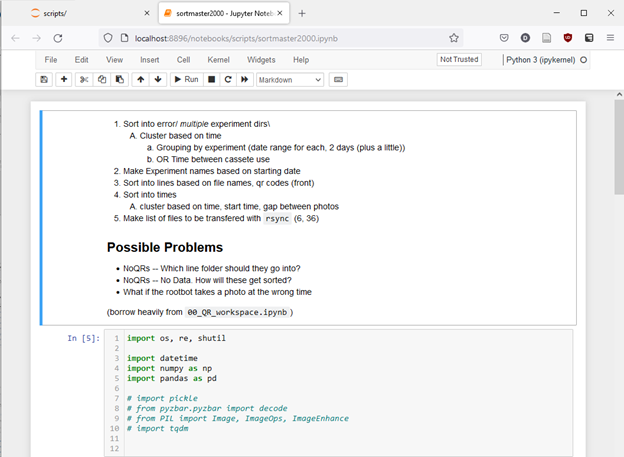 scripts/
sortmaster2000 - Jupyter Noteb
localhost:8896/notebooks/scripts/sortmaster2000.ipynb
File Edit View Insert Cell Kernel Widgets Help
Not Trusted
Python 3 (ipykernel)
Run
Markdown
1. Sort into error/ multiple experiment dirs\
A. Cluster based on time
a. Grouping by experiment (date range for each, 2 days (plus a little))
b. OR Time between cassete use
2. Make Experiment names based on starting date
3. Sort into lines based on file names, qr codes (front)
4. Sort into times
A. cluster based on time, start time, gap between photos
5. Make list of files to be transfered with rsync (6, 36)
Possible Problems
• NoQRs -- Which line folder should they go into?
• NoQRs -- No Data. How will these get sorted?
• What if the rootbot takes a photo at the wrong time
(borrow heavily from 00_QR_workspace.ipynb )
In [5]:
1 import os, re, shutil
2
3 import datetime
4 import numpy as np
5 import pandas as pd
6
7 # import pickle
8 # from pyzbar.pyzbar import decode
9 # from PIL import Image, ImageOps, ImageEnhance
10 # import tqdm
11
12